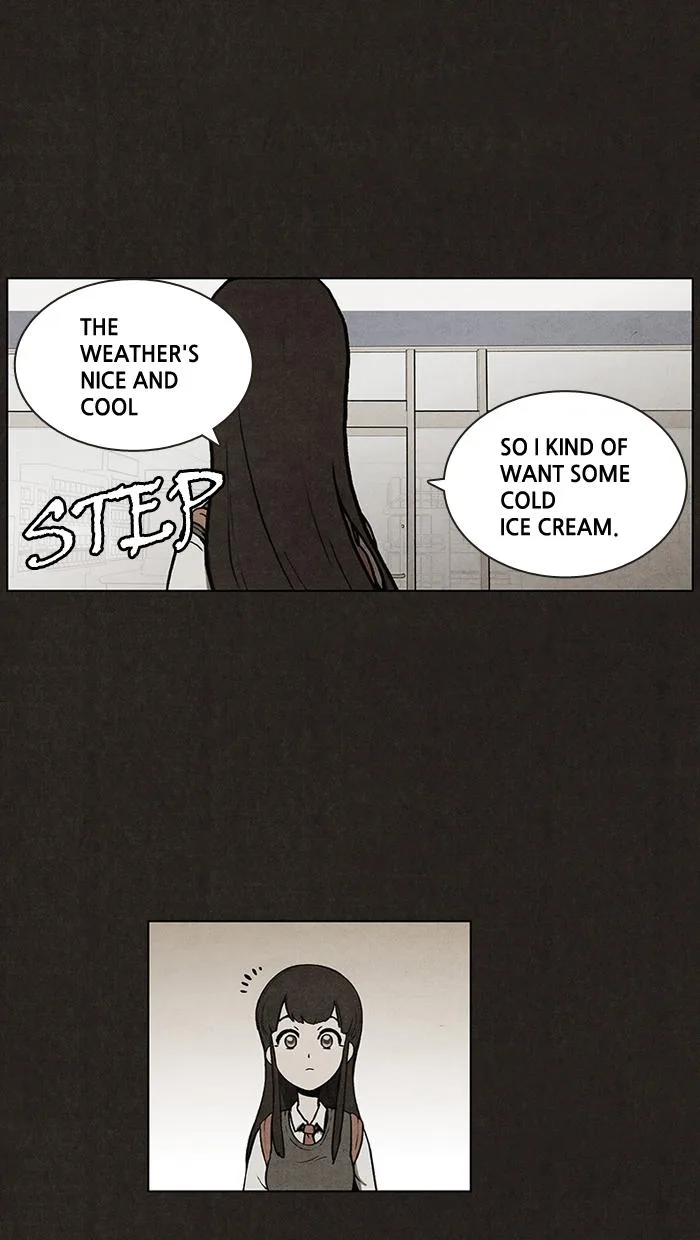 THE
WEATHER'S
NICE AND
COOL
STEP
SO I KIND OF
WANT SOME
COLD
ICE CREAM.